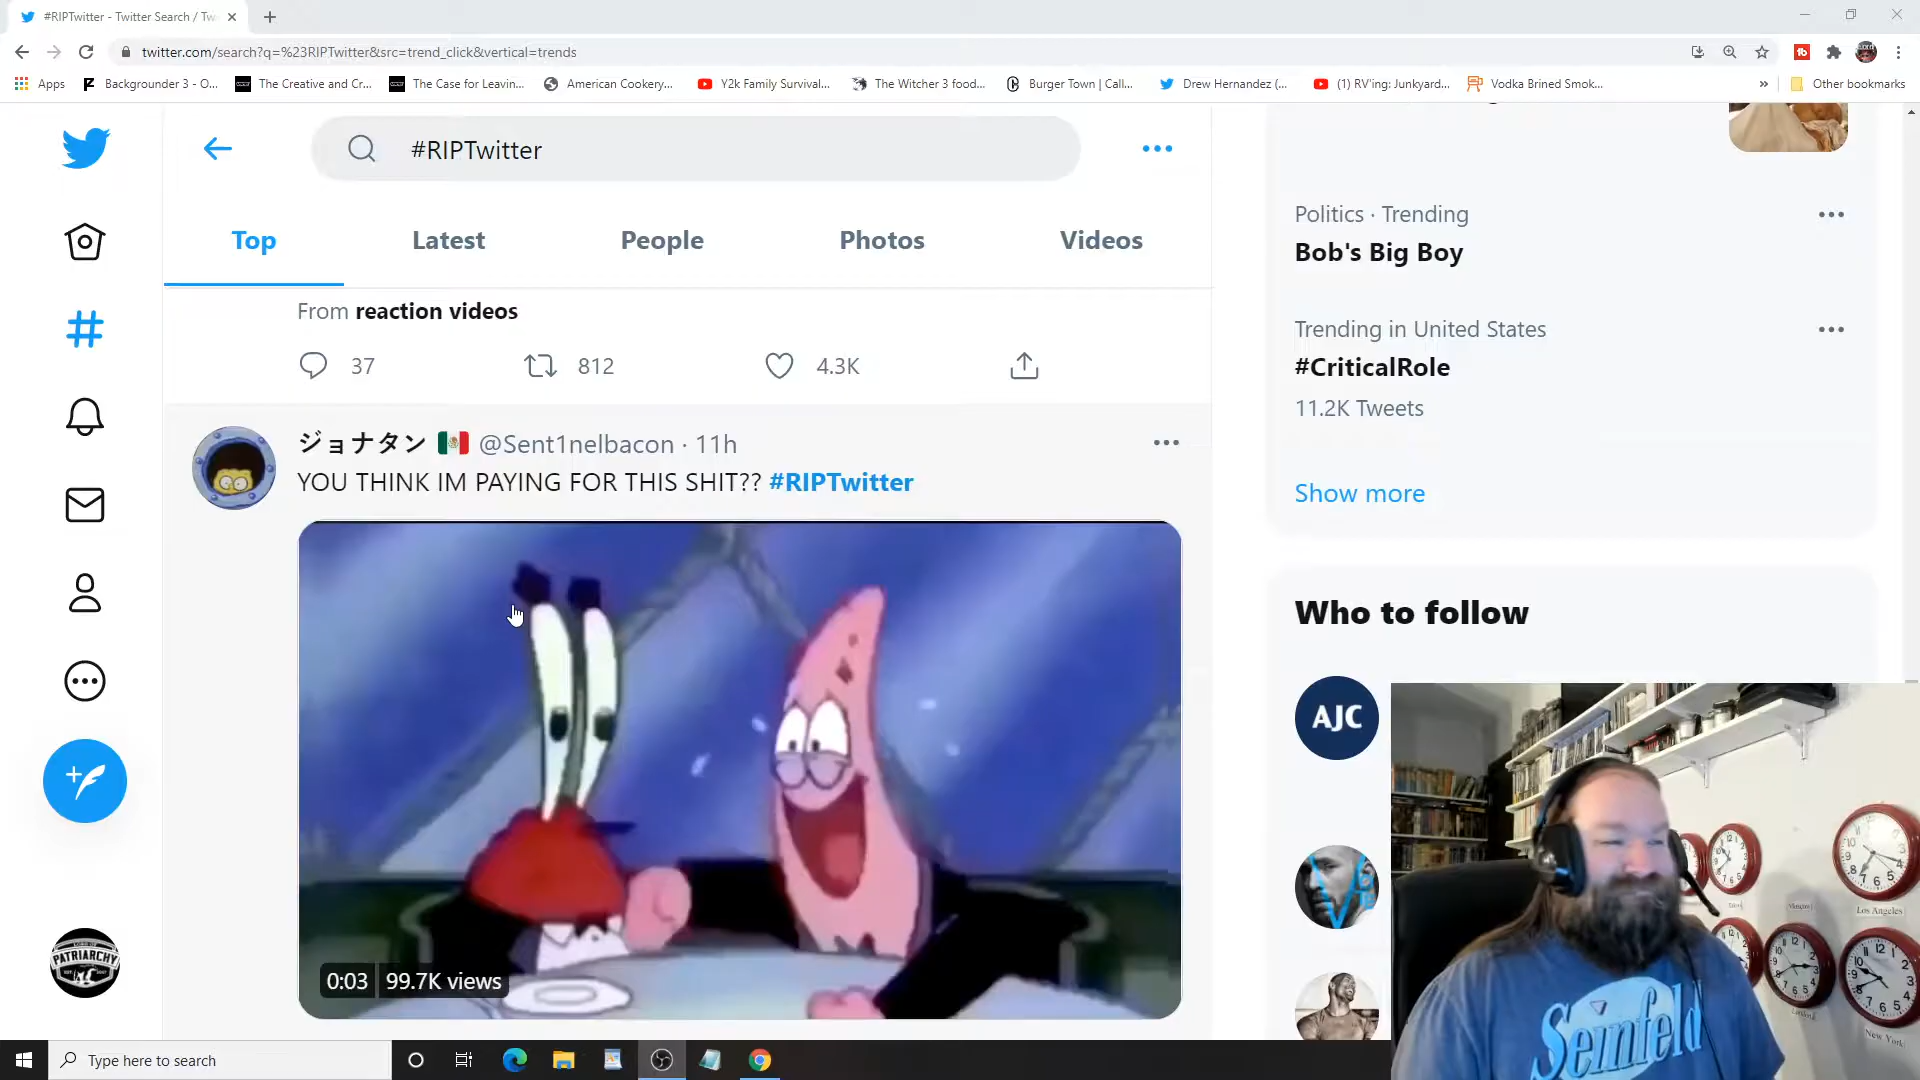 #RIPTwitter - Twitter Search / Tw
twitter.com/search?q=%23RIPTwitter&src=trend_click&vertical=trends
Apps
Backgrounder 3 - O...
The Creative and Cr...
The Case for Leavin...
American Cookery...
Y2k Family Survival...
The Witcher 3 food...
Burger Town | Call...
Drew Hernandez (...
(1) RV'ing: Junkyard...
Vodka Brined Smok...
»
Other bookmarks
#RIPTwitter
Top
Latest
People
Photos
Videos
From reaction videos
37
812
4.3K
ジョナタン @Sent1nelbacon · 11h
YOU THINK IM PAYING FOR THIS SHIT?? #RIPTwitter
0:03
99.7K views
Politics · Trending
Bob's Big Boy
Trending in United States
#CriticalRole
11.2K Tweets
Show more
Who to follow
AJC
PATRIARCHY
Los Angeles
London
New York
Seinfeld
Type here to search